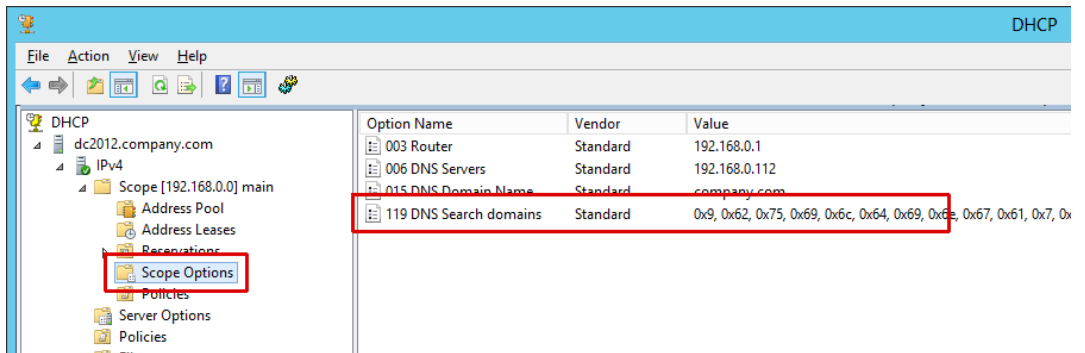 DHCP
File Action View Help
DHCP
dc2012.company.com
IPv4
Scope [192.168.0.0] main
Address Pool
Address Leases
Reservations
Scope Options
Policies
Server Options
Policies
Option Name Vendor Value
003 Router Standard 192.168.0.1
006 DNS Servers Standard 192.168.0.112
015 DNS Domain Name Standard company.com
119 DNS Search domains Standard 0x9, 0x62, 0x75, 0x69, 0x6c, 0x64, 0x69, 0x6e, 0x67, 0x61, 0x7, 0x